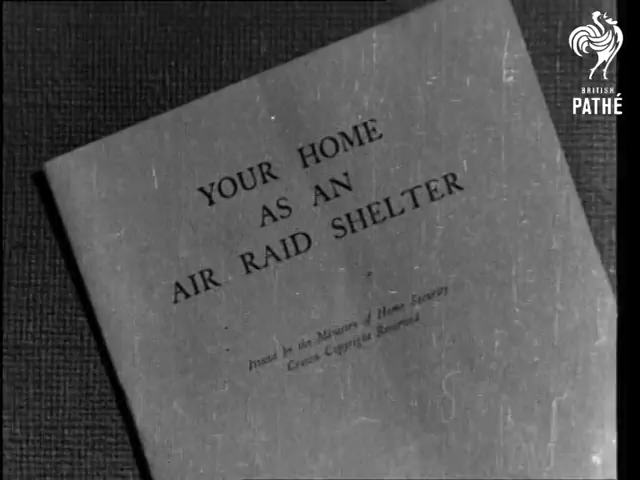 YOUR HOME
AS AN
AIR RAID SHELTER
Issued by the Ministry of Home Security
Crown Copyright Reserved
BRITISH
PATHÉ